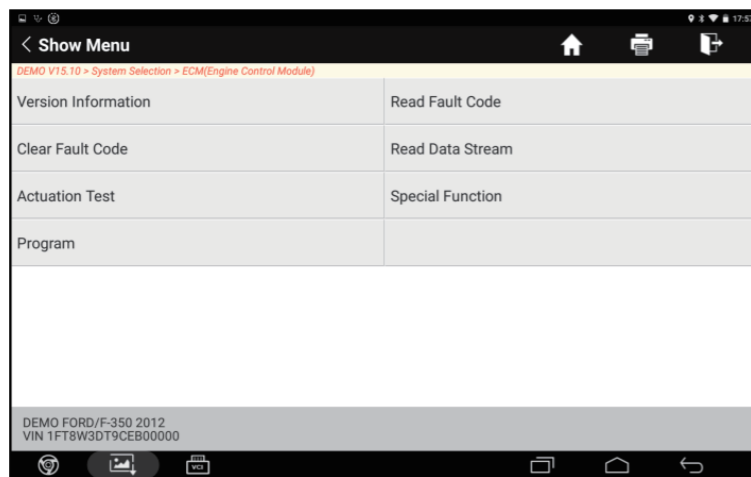 17:57
Show Menu
DEMO V15.10 > System Selection > ECM(Engine Control Module)
Version Information
Read Fault Code
Clear Fault Code
Read Data Stream
Actuation Test
Special Function
Program
DEMO FORD/F-350 2012
VIN 1FT8W3DT9CEB00000
VCI